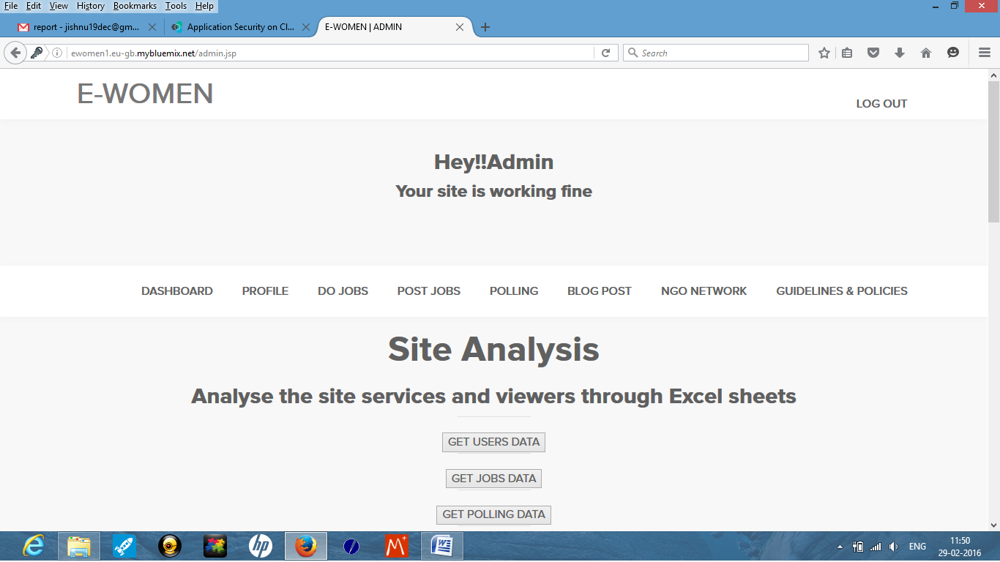 File Edit View History Bookmarks Tools Help
report - jishnu19dec@gm...
Application Security on Cl...
E-WOMEN | ADMIN
ewomen1.eu-gb.mybluemix.net/admin.jsp
Search
E-WOMEN
LOG OUT
Hey!!Admin
Your site is working fine
DASHBOARD PROFILE DO JOBS POST JOBS POLLING BLOG POST NGO NETWORK GUIDELINES & POLICIES
Site Analysis
Analyse the site services and viewers through Excel sheets
GET USERS DATA
GET JOBS DATA
GET POLLING DATA
ENG
11:50
29-02-2016